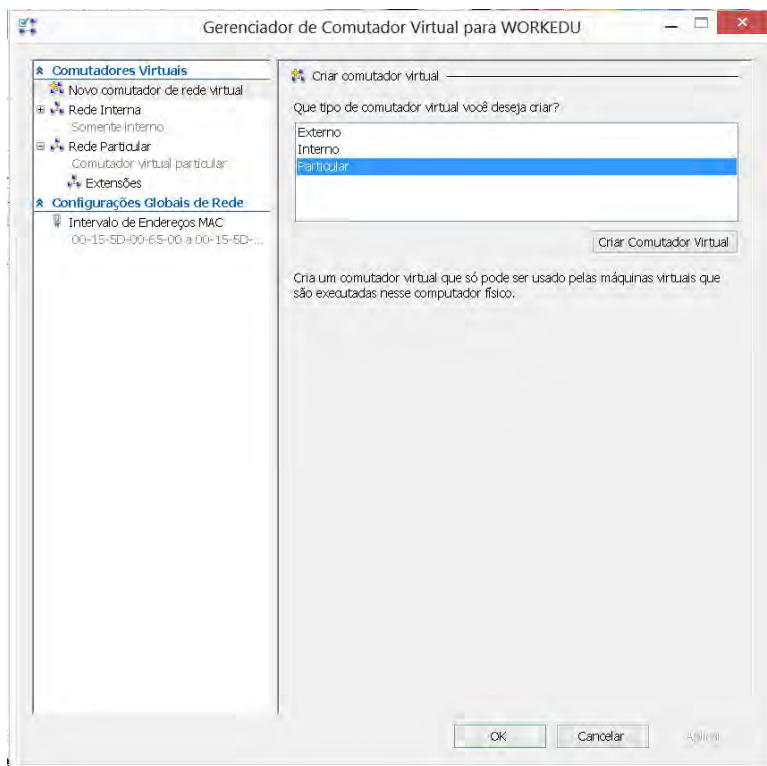 Gerenciador de Comutador Virtual para WORKEDU
Comutadores Virtuais
Novo comutador de rede virtual
Rede Interna
Somente interno
Rede Particular
Comutador virtual particular
Extensões
Configurações Globais de Rede
Intervalo de Endereços MAC
00-15-5D-00-65-00 a 00-15-5D-...
Criar comutador virtual
Que tipo de comutador virtual você deseja criar?
Externo
Interno
Particular
Criar Comutador Virtual
Cria um comutador virtual que só pode ser usado pelas máquinas virtuais que
são executadas nesse computador físico.
OK
Cancelar
Aplicar